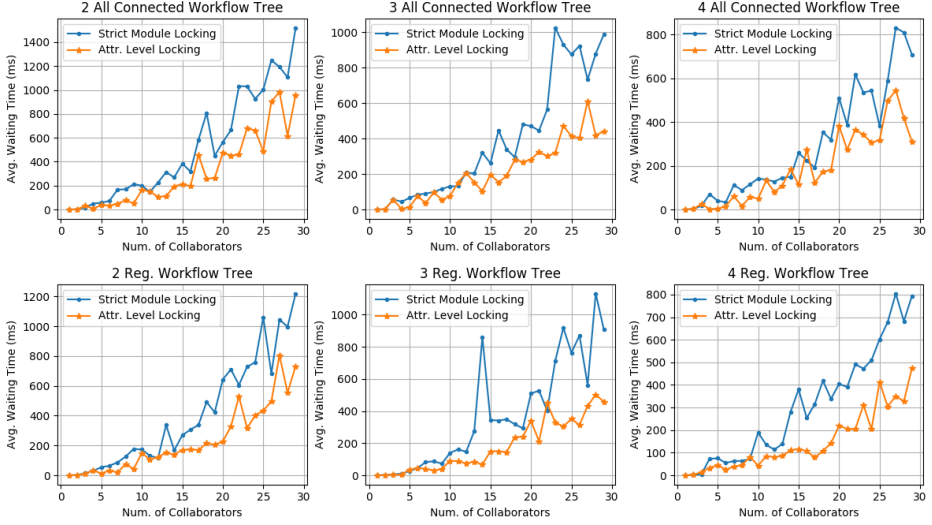 2 All Connected Workflow Tree
3 All Connected Workflow Tree
4 All Connected Workflow Tree
Avg. Waiting Time (ms)
1400
1200
1000
800
600
400
200
0
Strict Module Locking
Attr. Level Locking
0 5 10 15 20 25 30
Num. of Collaborators
Avg. Waiting Time (ms)
1000
800
600
400
200
0
Strict Module Locking
Attr. Level Locking
0 5 10 15 20 25 30
Num. of Collaborators
Avg. Waiting Time (ms)
800
600
400
200
0
Strict Module Locking
Attr. Level Locking
0 5 10 15 20 25 30
Num. of Collaborators
2 Reg. Workflow Tree
3 Reg. Workflow Tree
4 Reg. Workflow Tree
Avg. Waiting Time (ms)
1200
1000
800
600
400
200
0
Strict Module Locking
Attr. Level Locking
0 5 10 15 20 25 30
Num. of Collaborators
Avg. Waiting Time (ms)
1000
800
600
400
200
0
Strict Module Locking
Attr. Level Locking
0 5 10 15 20 25 30
Num. of Collaborators
Avg. Waiting Time (ms)
800
700
600
500
400
300
200
100
0
Strict Module Locking
Attr. Level Locking
0 5 10 15 20 25 30
Num. of Collaborators